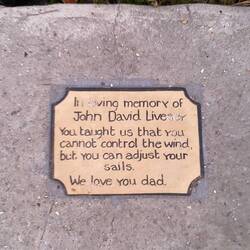 In loving memory of
John David
You taught us that you
cannot control the wind,
but you can adjust your
sails.
We love you dad.